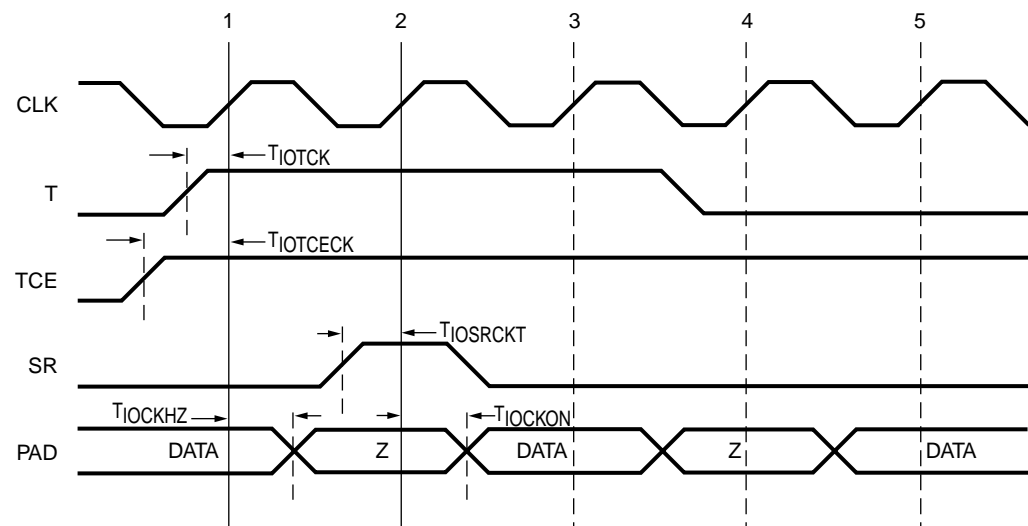 1 2 3 4 5
CLK
TIOTCK
T
TIOTCECK
TCE
TIOSRCKT
SR
TIOCKHZ TIOCKON
PAD DATA Z DATA Z DATA